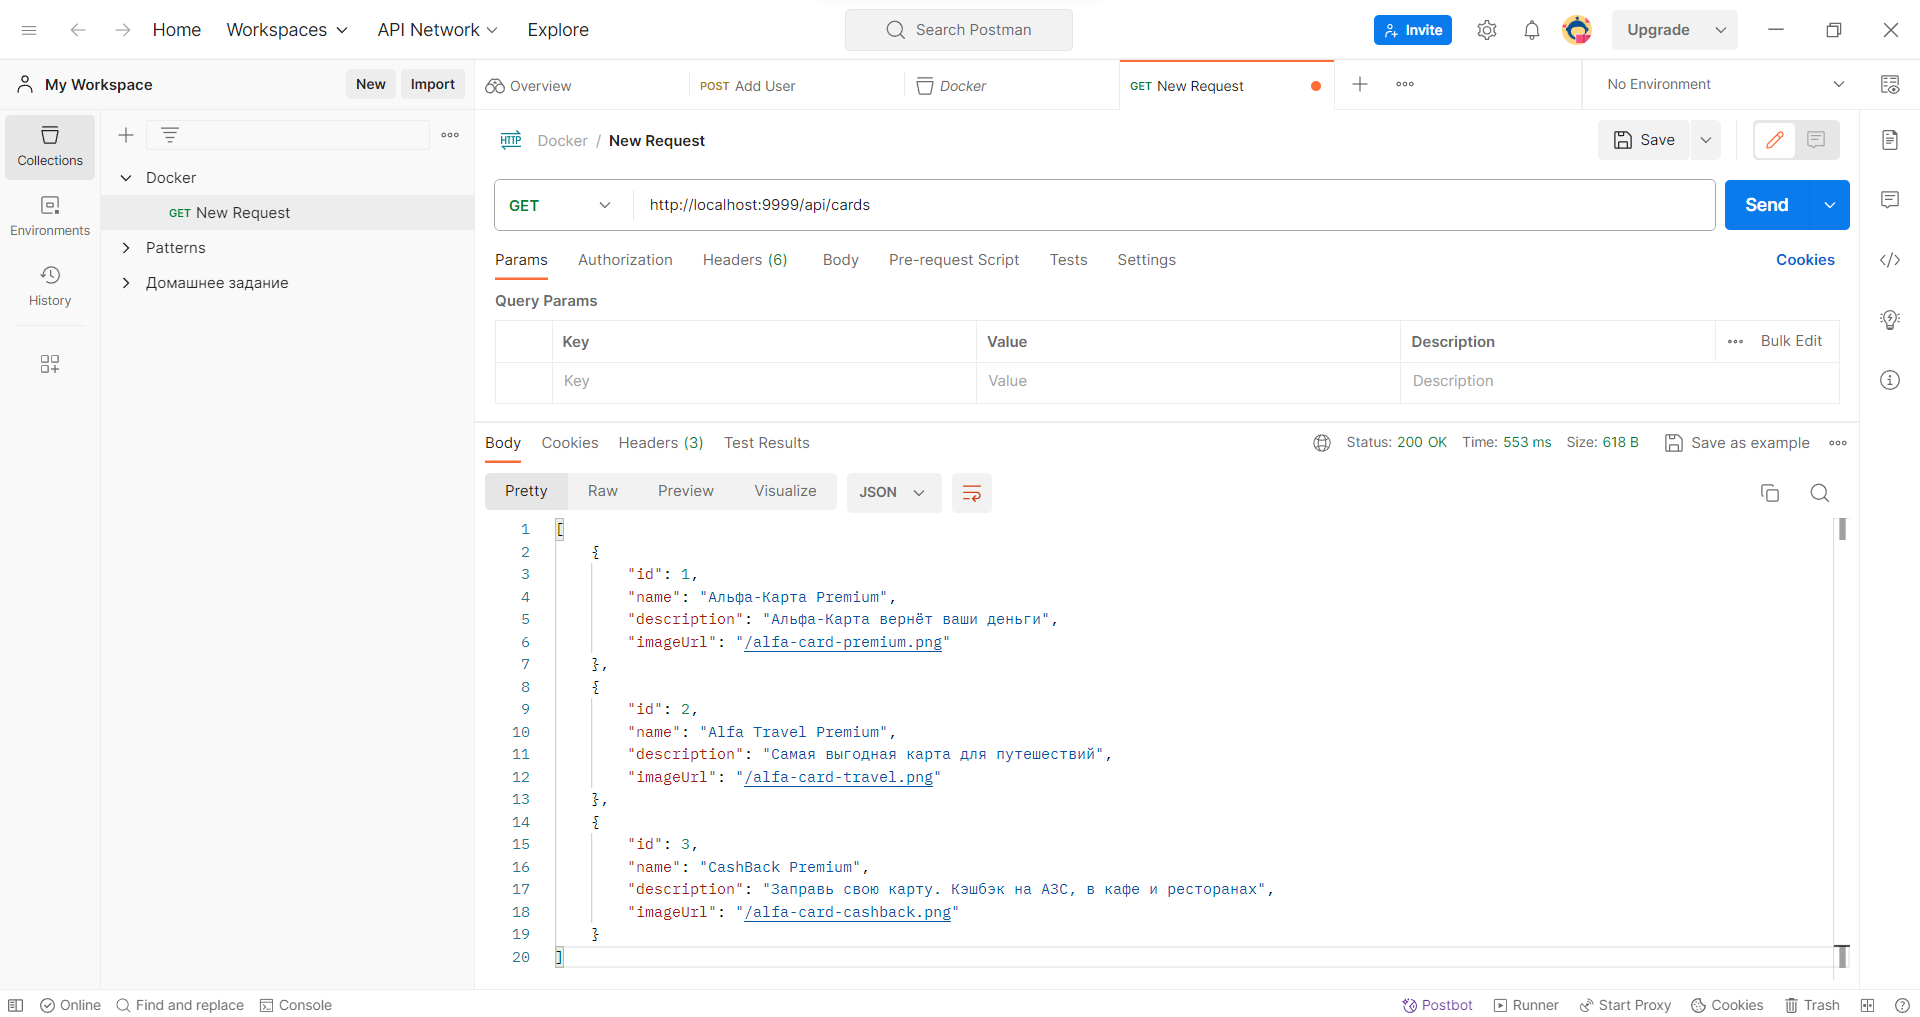 Home Workspaces API Network Explore Search Postman Invite Upgrade
My Workspace New Import Overview POST Add User Docker GET New Request No Environment
Collections
Environments
History
Docker
GET New Request
Patterns
Домашнее задание
HTTP Docker / New Request Save
GET http://localhost:9999/api/cards Send
Params Authorization Headers (6) Body Pre-request Script Tests Settings Cookies
Query Params
Key Value Description Bulk Edit
Key Value Description
Body Cookies Headers (3) Test Results Status: 200 OK Time: 553 ms Size: 618 B Save as example
Pretty Raw Preview Visualize JSON
1 [
2 {
3 "id": 1,
4 "name": "Альфа-Карта Premium",
5 "description": "Альфа-Карта вернёт ваши деньги",
6 "imageUrl": "/alfa-card-premium.png"
7 },
8 {
9 "id": 2,
10 "name": "Alfa Travel Premium",
11 "description": "Самая выгодная карта для путешествий",
12 "imageUrl": "/alfa-card-travel.png"
13 },
14 {
15 "id": 3,
16 "name": "CashBack Premium",
17 "description": "Заправь свою карту. Кэшбэк на АЗС, в кафе и ресторанах",
18 "imageUrl": "/alfa-card-cashback.png"
19 }
20 ]
Online Find and replace Console Postbot Runner Start Proxy Cookies Trash